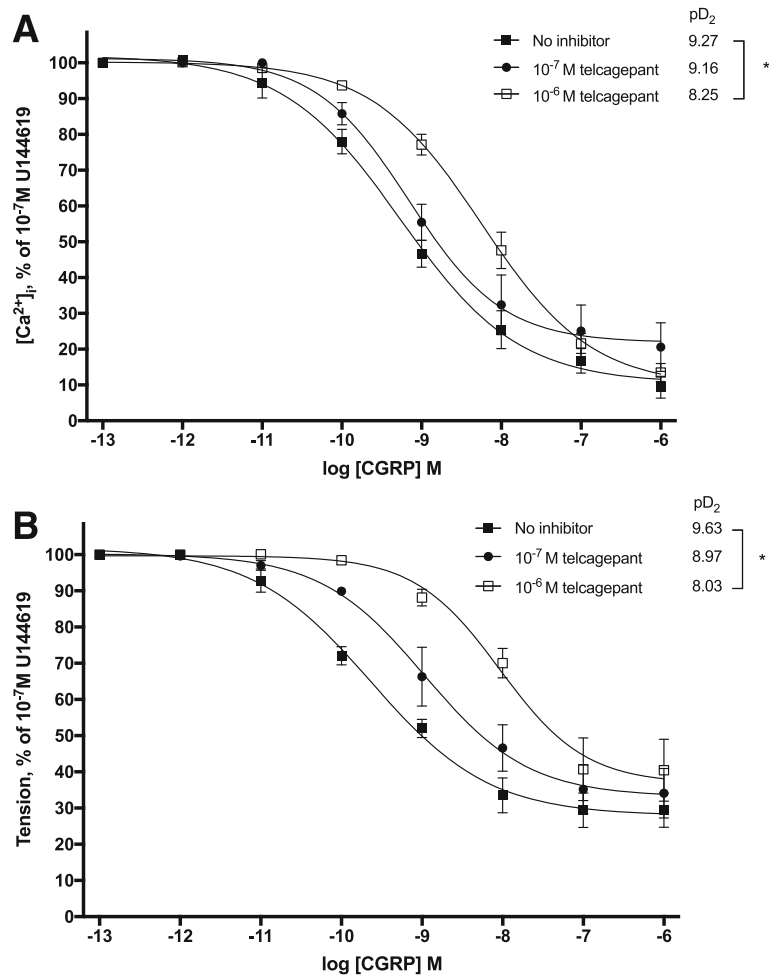 A
pD2
No inhibitor 9.27
10-7 M telcagepant 9.16
10-6 M telcagepant 8.25
*
100
90
80
70
60
50
40
30
20
10
0
[Ca2+]i, % of 10-7M U144619
-13 -12 -11 -10 -9 -8 -7 -6
log [CGRP] M
B
pD2
No inhibitor 9.63
10-7 M telcagepant 8.97
10-6 M telcagepant 8.03
*
100
90
80
70
60
50
40
30
20
10
0
Tension, % of 10-7M U144619
-13 -12 -11 -10 -9 -8 -7 -6
log [CGRP] M